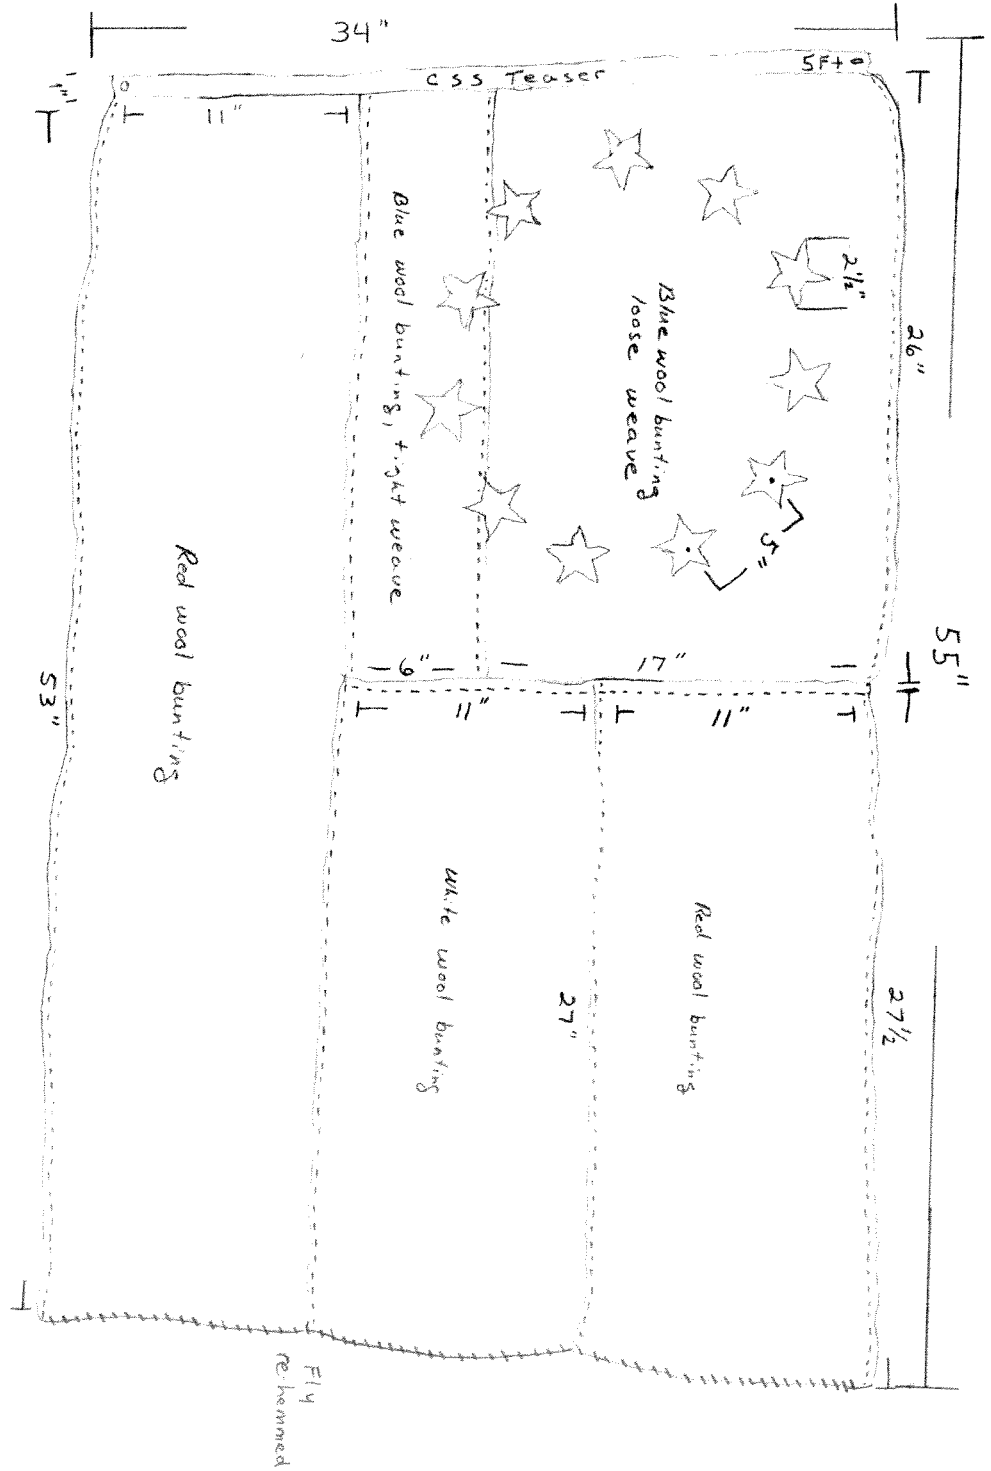 34"
CSS Teaser
5Ft
1"
11"
Blue wool bunting, tight weave
Blue wool bunting
loose weave
2½"
26"
5"
55"
6"
17"
11"
11"
Red wool bunting
53"
White wool bunting
27"
Red wool bunting
27½
Fly
re-hemmed